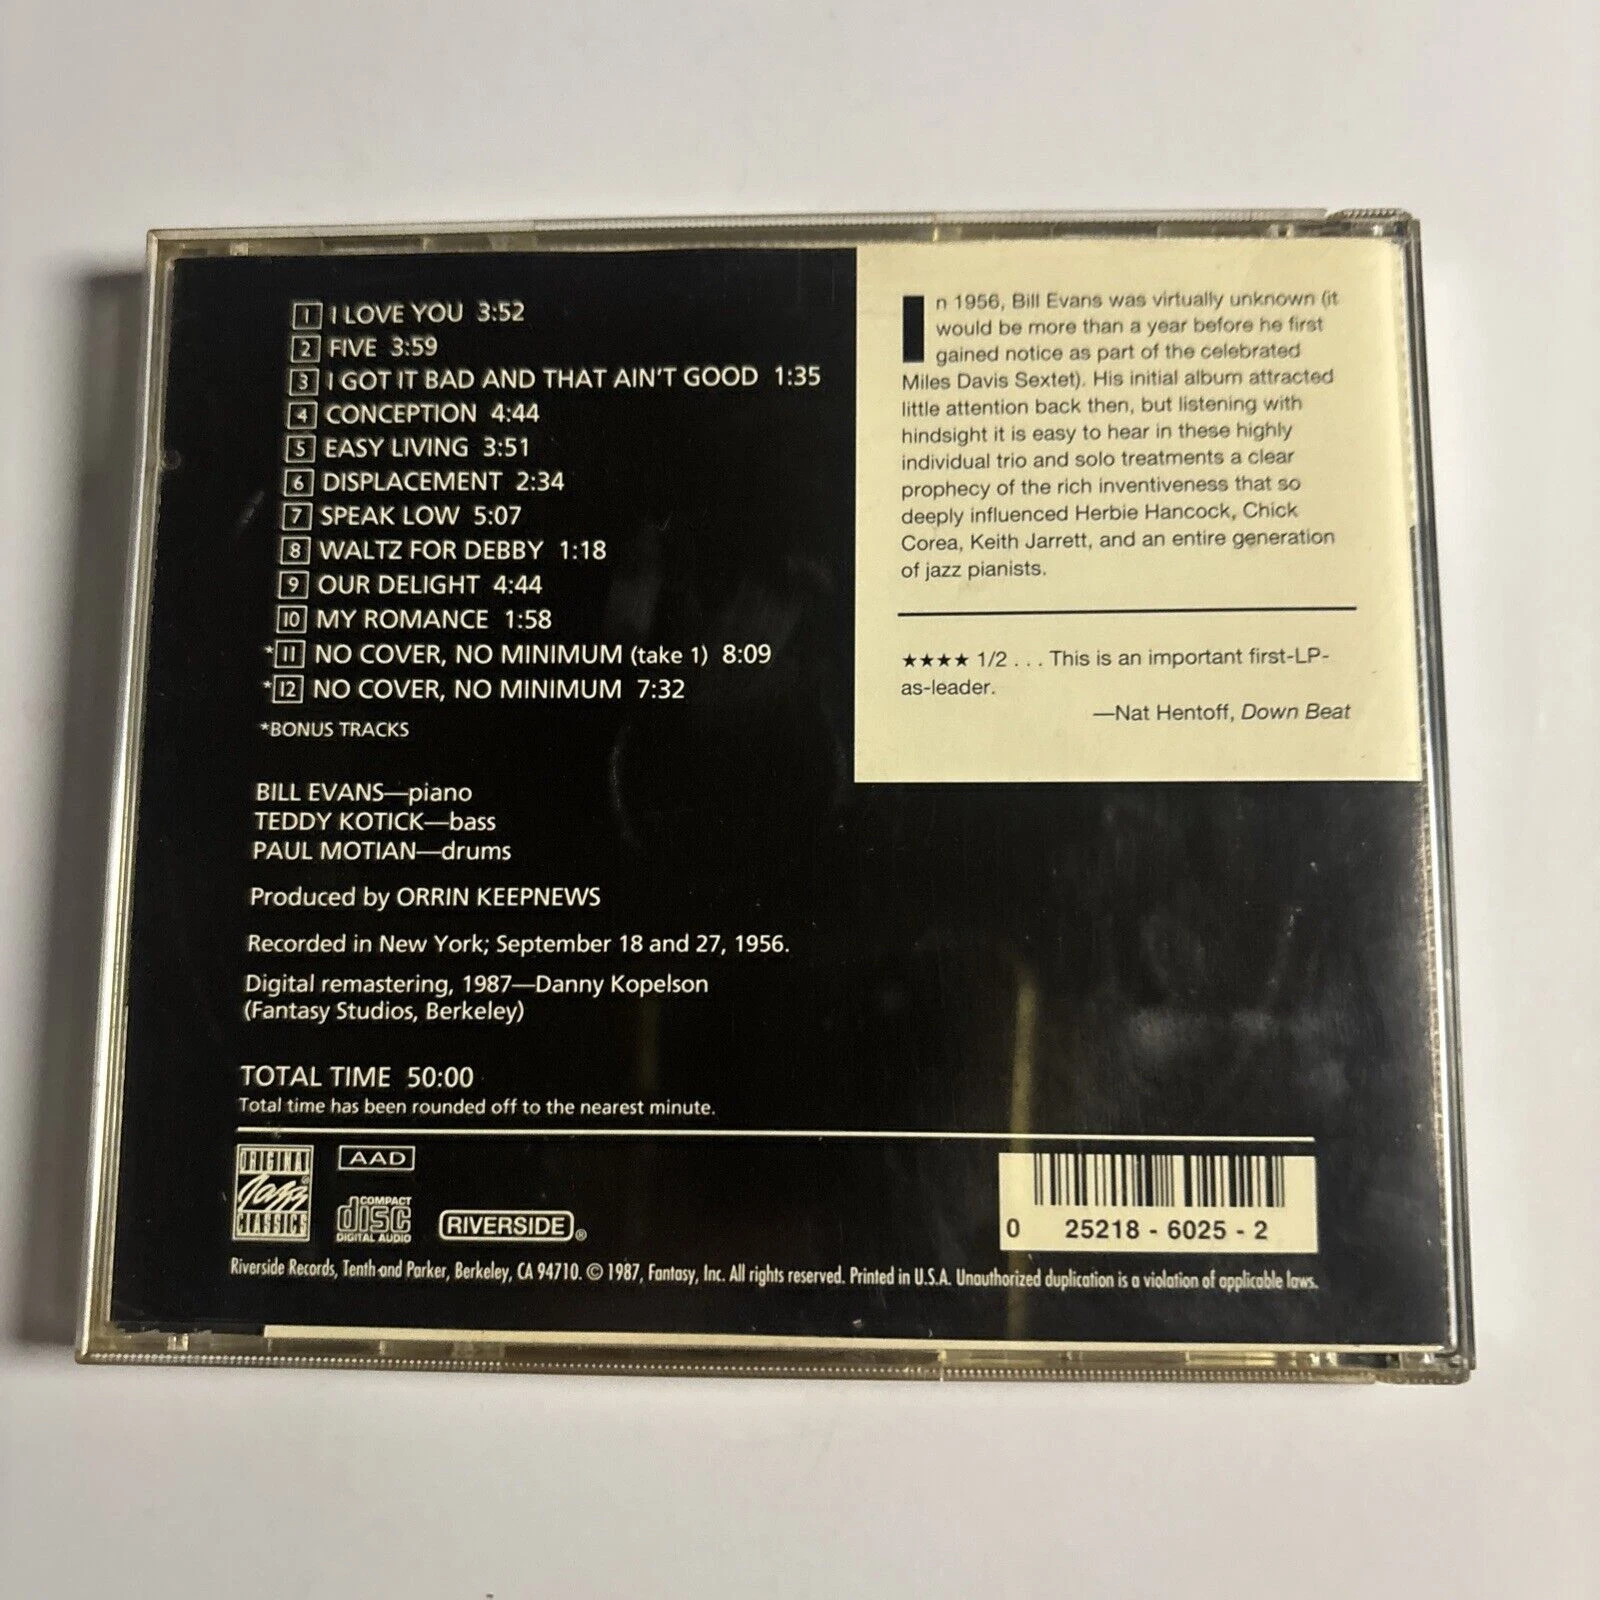 1 I LOVE YOU 3:52
2 FIVE 3:59
3 I GOT IT BAD AND THAT AIN'T GOOD 1:35
4 CONCEPTION 4:44
5 EASY LIVING 3:51
6 DISPLACEMENT 2:34
7 SPEAK LOW 5:07
8 WALTZ FOR DEBBY 1:18
9 OUR DELIGHT 4:44
10 MY ROMANCE 1:58
*11 NO COVER, NO MINIMUM (take 1) 8:09
*12 NO COVER, NO MINIMUM 7:32
*BONUS TRACKS
BILL EVANS—piano
TEDDY KOTICK—bass
PAUL MOTIAN—drums
Produced by ORRIN KEEPNEWS
Recorded in New York; September 18 and 27, 1956.
Digital remastering, 1987—Danny Kopelson
(Fantasy Studios, Berkeley)
TOTAL TIME 50:00
Total time has been rounded off to the nearest minute.
In 1956, Bill Evans was virtually unknown (it
would be more than a year before he first
gained notice as part of the celebrated
Miles Davis Sextet). His initial album attracted
little attention back then, but listening with
hindsight it is easy to hear in these highly
individual trio and solo treatments a clear
prophecy of the rich inventiveness that so
deeply influenced Herbie Hancock, Chick
Corea, Keith Jarrett, and an entire generation
of jazz pianists.
★★★★ 1/2 . . . This is an important first-LP-
as-leader.
—Nat Hentoff, Down Beat
ORIGINAL
Jazz
CLASSICS
AAD
COMPACT
disc
DIGITAL AUDIO
RIVERSIDE®
0 25218 - 6025 - 2
Riverside Records, Tenth and Parker, Berkeley, CA 94710. © 1987, Fantasy, Inc. All rights reserved. Printed in U.S.A. Unauthorized duplication is a violation of applicable laws.